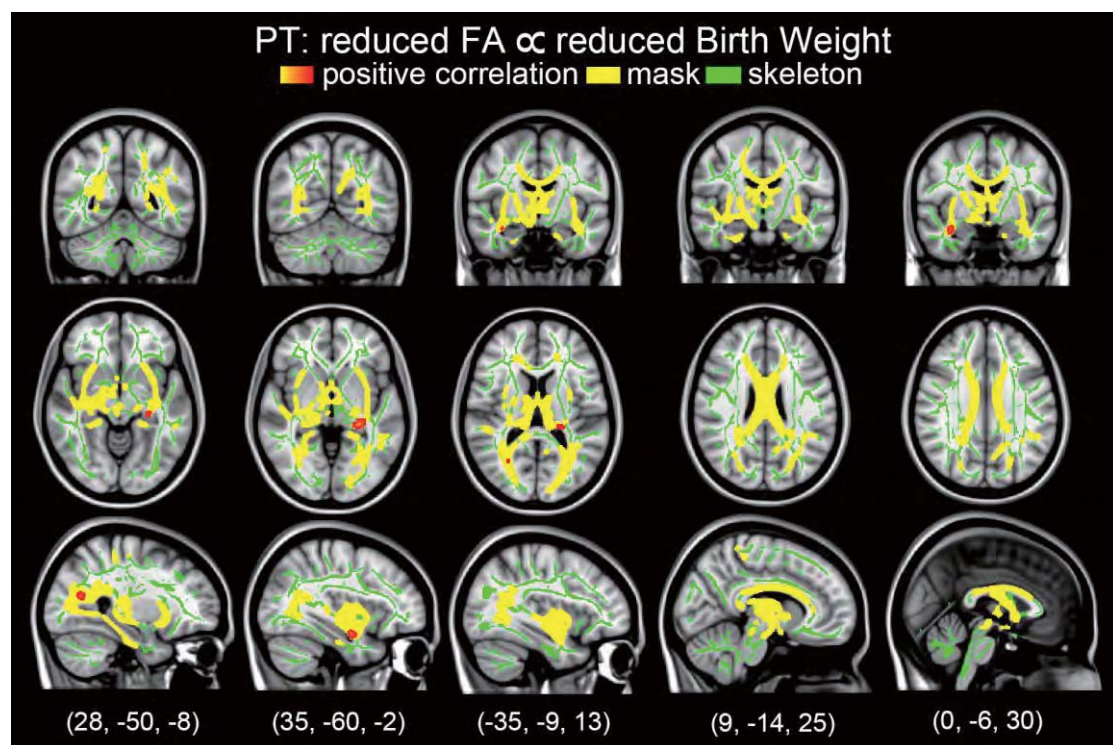 PT: reduced FA ∝ reduced Birth Weight
positive correlation mask skeleton
(28, -50, -8) (35, -60, -2) (-35, -9, 13) (9, -14, 25) (0, -6, 30)